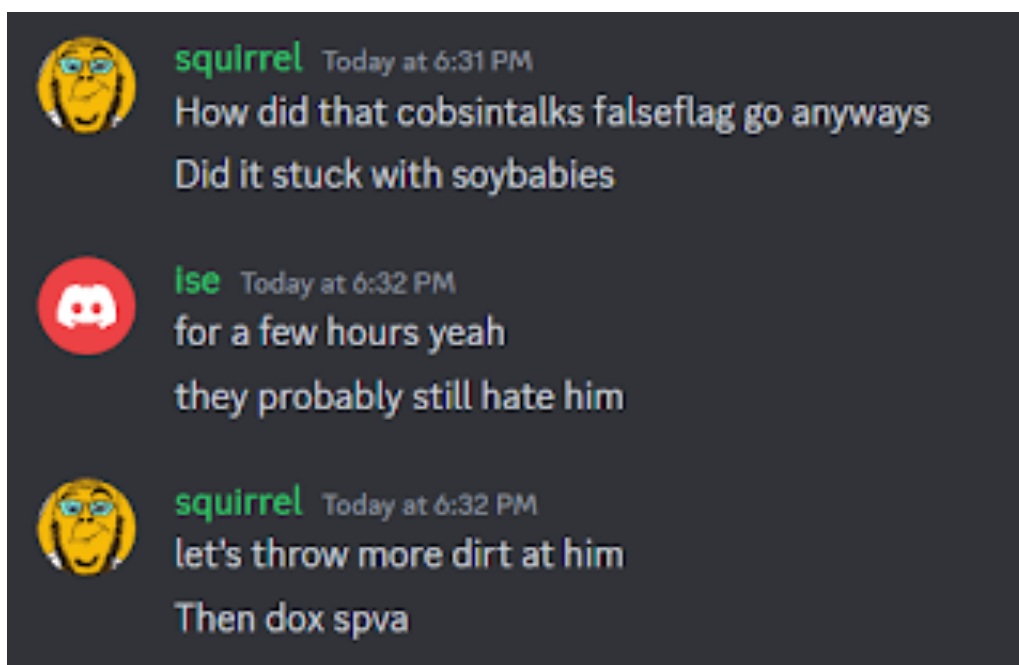 squirrel Today at 6:31 PM
How did that cobsintalks falseflag go anyways
Did it stuck with soybabies
ise Today at 6:32 PM
for a few hours yeah
they probably still hate him
squirrel Today at 6:32 PM
let's throw more dirt at him
Then dox spva